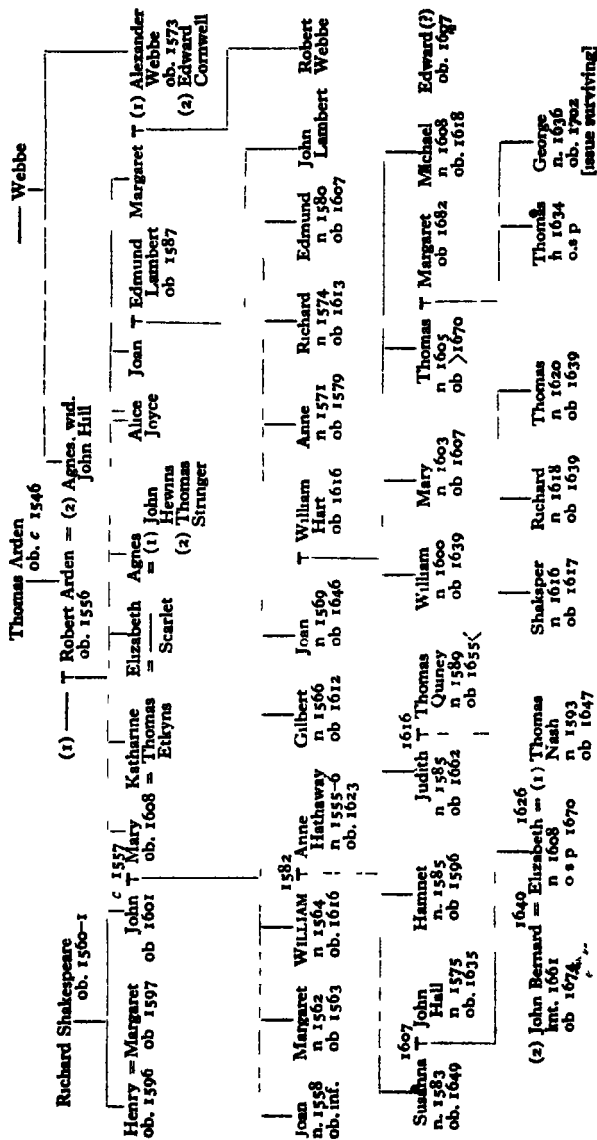 Thomas Arden
ob. c 1546
—— Webbe
Richard Shakespeare
ob. 1560-1
(1) —— Robert Arden = (2) Agnes, wid.
ob. 1556
John Hill
Henry = Margaret
ob. 1596 ob 1597
John
ob 1601
c 1557
Mary
ob. 1608
Katharine
= Thomas
Etkyns
Elizabeth
= ——
Scarlet
Agnes
= (1) John
Hewins
(2) Thomas
Stringer
Alice
Joyce
Joan
Edmund
Lambert
ob 1587
Margaret
(1) Alexander
Webbe
ob. 1573
(2) Edward
Cornwell
Joan
n. 1558
ob. inf.
Margaret
n 1562
ob 1563
WILLIAM
n 1564
ob. 1616
1582
Anne
Hathaway
n 1555-6
ob. 1623
Gilbert
n 1566
ob 1612
Joan
n 1569
ob 1646
William
Hart
ob 1616
Anne
n 1571
ob 1579
Richard
n 1574
ob 1613
Edmund
n 1580
ob 1607
John
Lambert
Robert
Webbe
Susanna
n. 1583
ob. 1649
1607
John
Hall
n 1575
ob. 1635
Hamnet
n. 1585
ob 1596
Judith
n 1585
ob 1662
1616
Thomas
Quiney
n 1589
ob 1655<
William
n 1600
ob 1639
Mary
n 1603
ob 1607
Thomas
n 1605
ob >1670
Margaret
ob 1682
Michael
n 1608
ob. 1618
Edward (?)
ob.
1640
1626
(2) John Bernard = Elizabeth = (1) Thomas
knt. 1661
ob 1674
n 1608
o s p 1670
Nash
n 1593
ob 1647
Shaksper
n 1616
ob 1617
Richard
n 1618
ob 1639
Thomas
n 1620
ob 1639
Thomas
n 1634
o.s p
George
n. 1636
ob. 1702
[issue surviving]